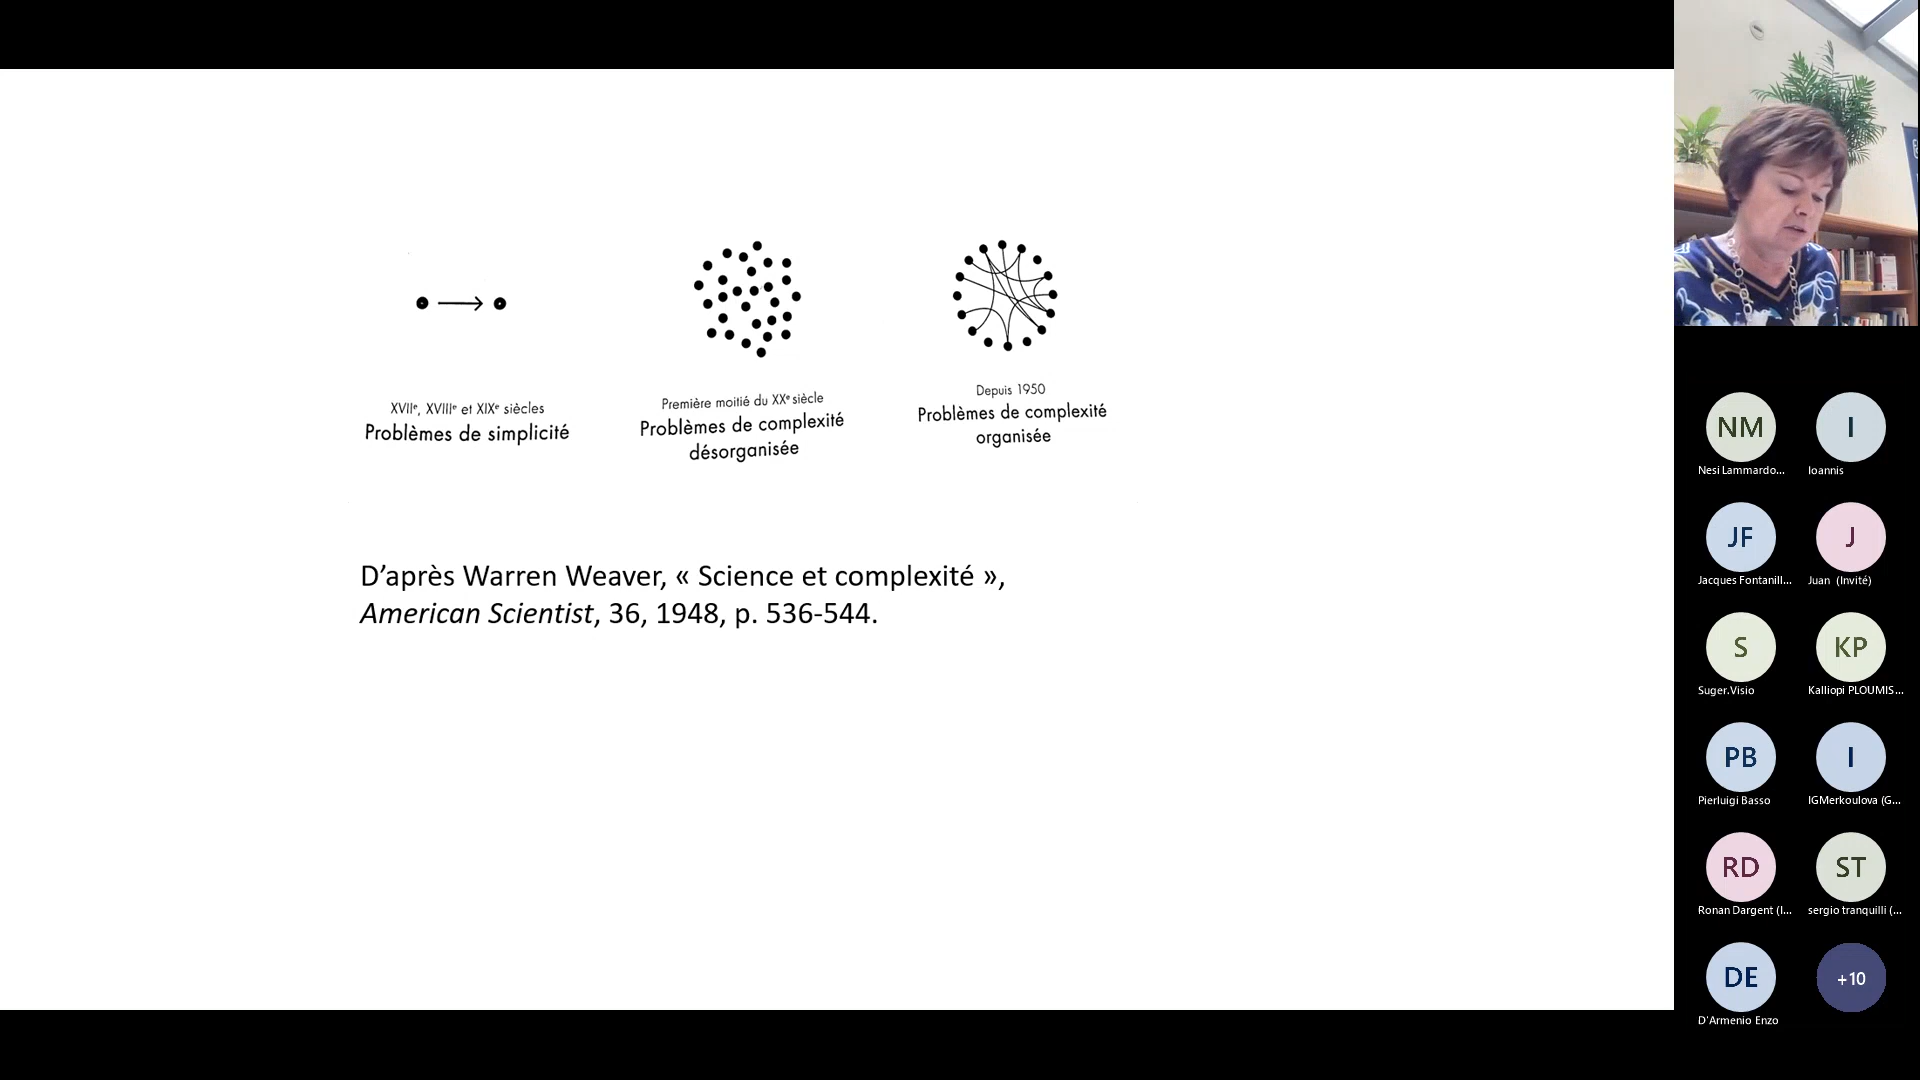 XVIIe, XVIIIe et XIXe siècles
Problèmes de simplicité
Première moitié du XXe siècle
Problèmes de complexité
désorganisée
Depuis 1950
Problèmes de complexité
organisée
D’après Warren Weaver, « Science et complexité »,
American Scientist, 36, 1948, p. 536-544.
NM
Nesi Lammardo...
I
Ioannis
JF
Jacques Fontanill...
J
Juan (Invité)
S
Suger.Visio
KP
Kalliopi PLOUMIS...
PB
Pierluigi Basso
I
IGMerkoulova (G...
RD
Ronan Dargent (I...
ST
sergio tranquilli (...
DE
D'Armenio Enzo
+10